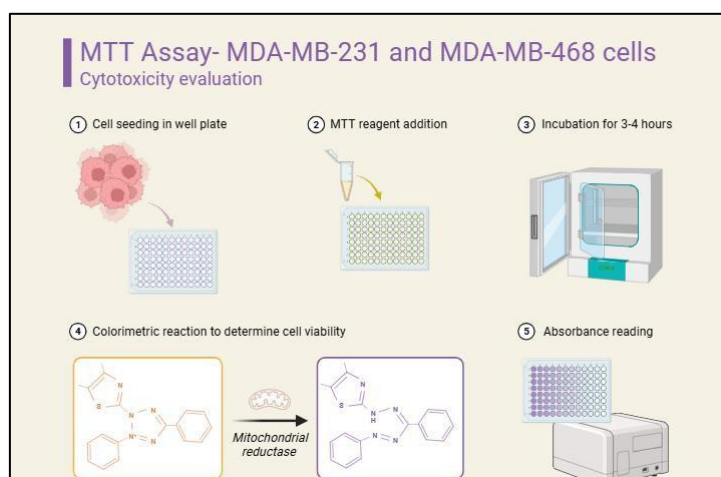 MTT Assay- MDA-MB-231 and MDA-MB-468 cells
Cytotoxicity evaluation
1 Cell seeding in well plate
2 MTT reagent addition
3 Incubation for 3-4 hours
4 Colorimetric reaction to determine cell viability
5 Absorbance reading
N
S
N
N
N
N+
N
Mitochondrial
reductase
N
S
N
H
N
N
N